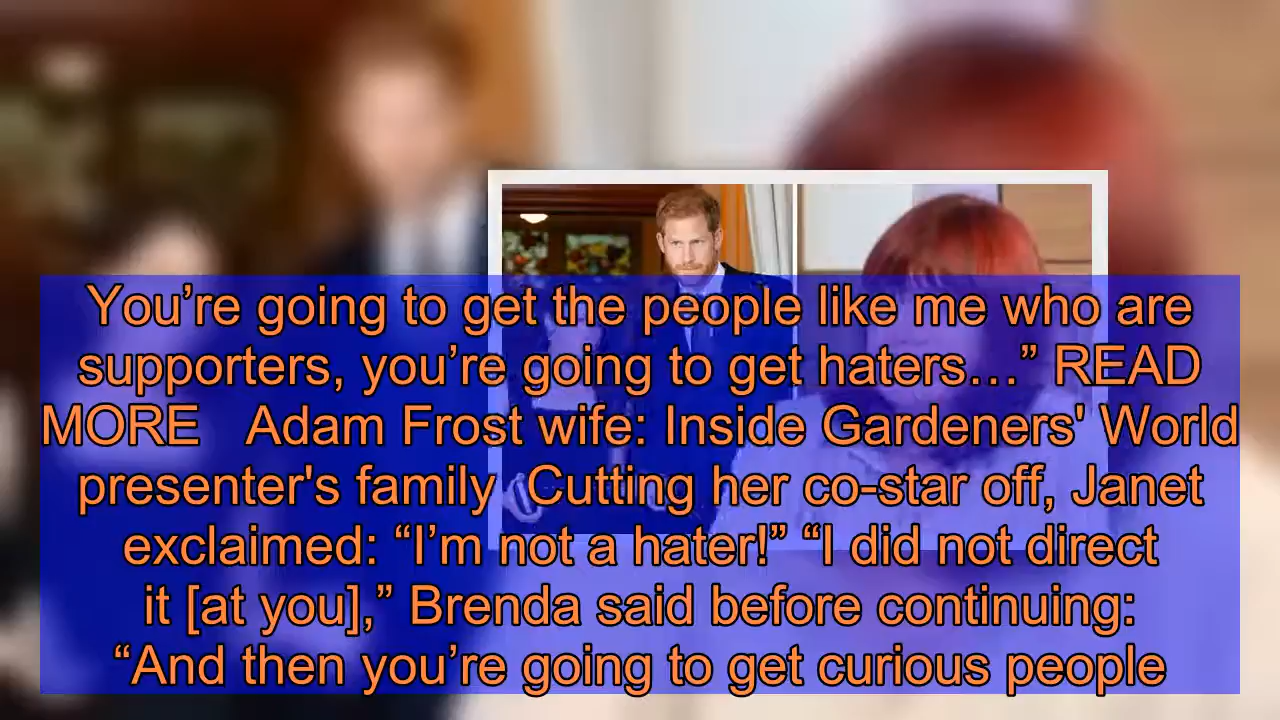 You’re going to get the people like me who are
supporters, you’re going to get haters…” READ
MORE   Adam Frost wife: Inside Gardeners' World
presenter's family  Cutting her co-star off, Janet
exclaimed: “I’m not a hater!” “I did not direct
it [at you],” Brenda said before continuing:
“And then you’re going to get curious people